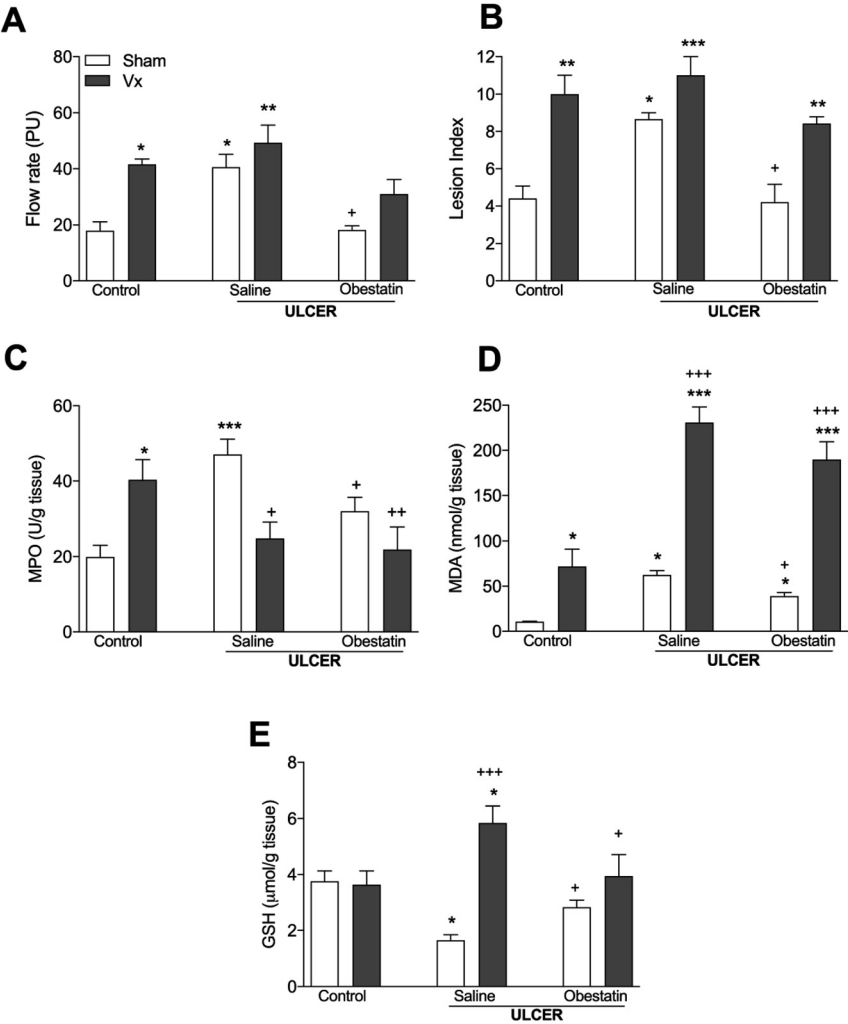 A
Flow rate (PU)
80
60
40
20
0
Sham
Vx
*
*
**
+
Control
Saline
Obestatin
ULCER
B
Lesion Index
12
10
8
6
4
2
0
**
*
***
+
**
Control
Saline
Obestatin
ULCER
C
MPO (U/g tissue)
60
40
20
0
*
***
+
+
++
Control
Saline
Obestatin
ULCER
D
MDA (nmol/g tissue)
250
200
150
100
50
0
*
*
+++
***
+
*
+++
***
Control
Saline
Obestatin
ULCER
E
GSH (μmol/g tissue)
8
6
4
2
0
*
+++
*
+
+
Control
Saline
Obestatin
ULCER